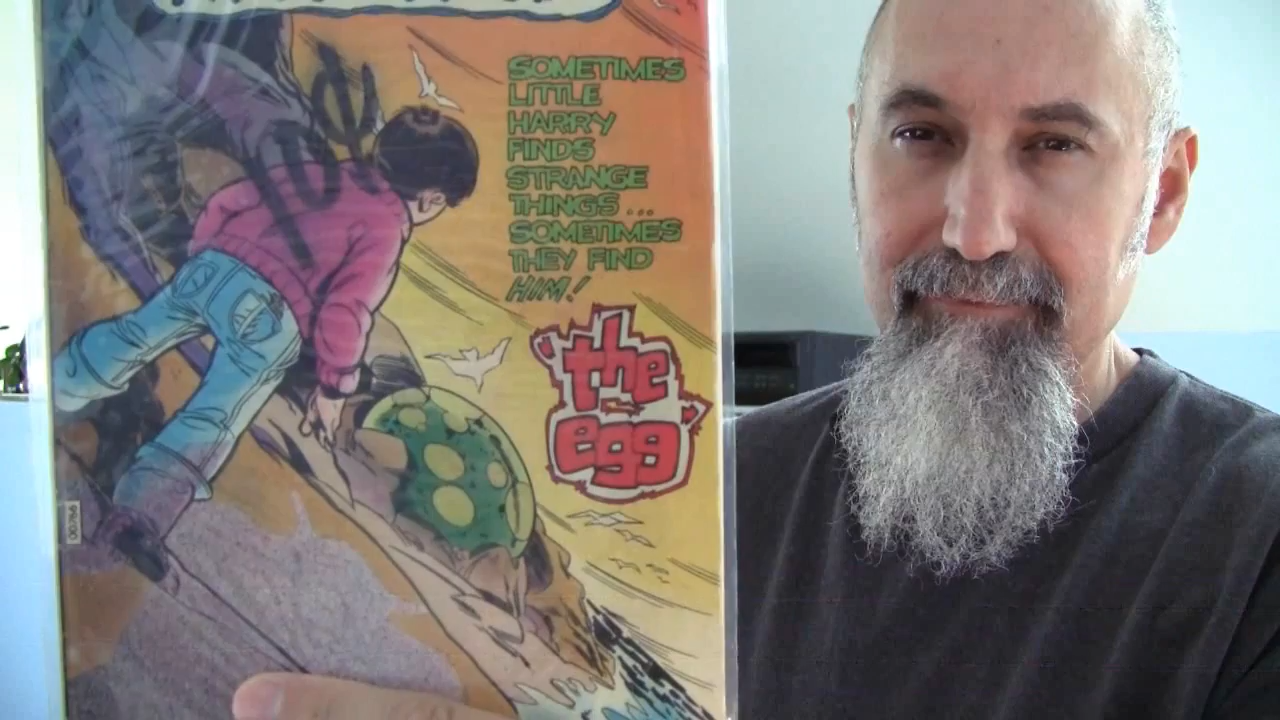 SOMETIMES
LITTLE
HARRY
FINDS
STRANGE
THINGS ...
SOMETIMES
THEY FIND
HIM!
"the
egg"